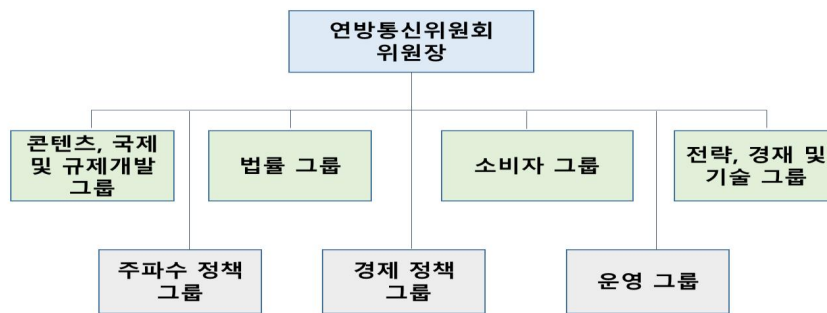 연방통신위원회
위원장
콘텐츠, 국제
및 규제개발
그룹
법률 그룹
소비자 그룹
전략, 경재 및
기술 그룹
주파수 정책
그룹
경제 정책
그룹
운영 그룹